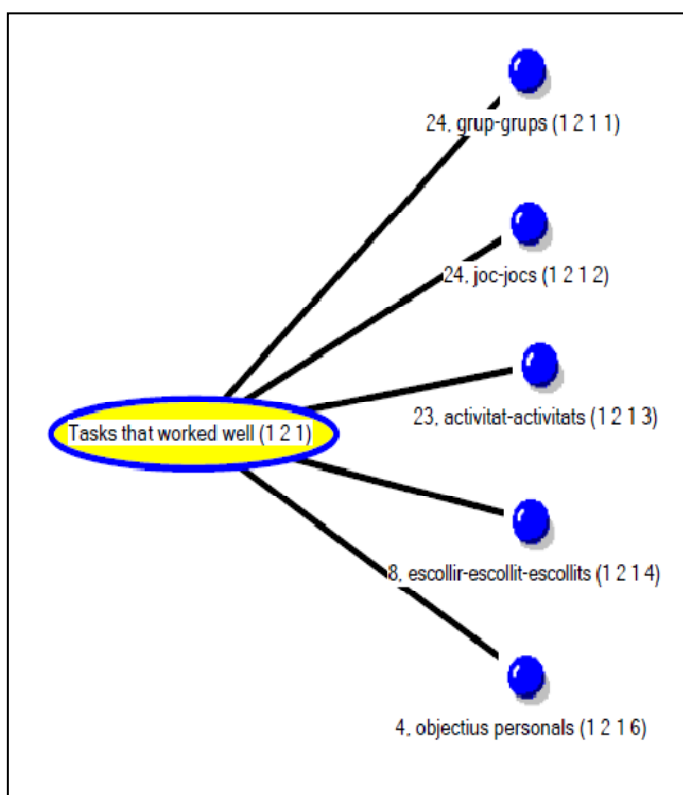 24, grup-grups (1 2 1 1)
24, joc-jocs (1 2 1 2)
23, activitat-activitats (1 2 1 3)
Tasks that worked well (1 2 1)
8, escollir-escollit-escollits (1 2 1 4)
4, objectius personals (1 2 1 6)